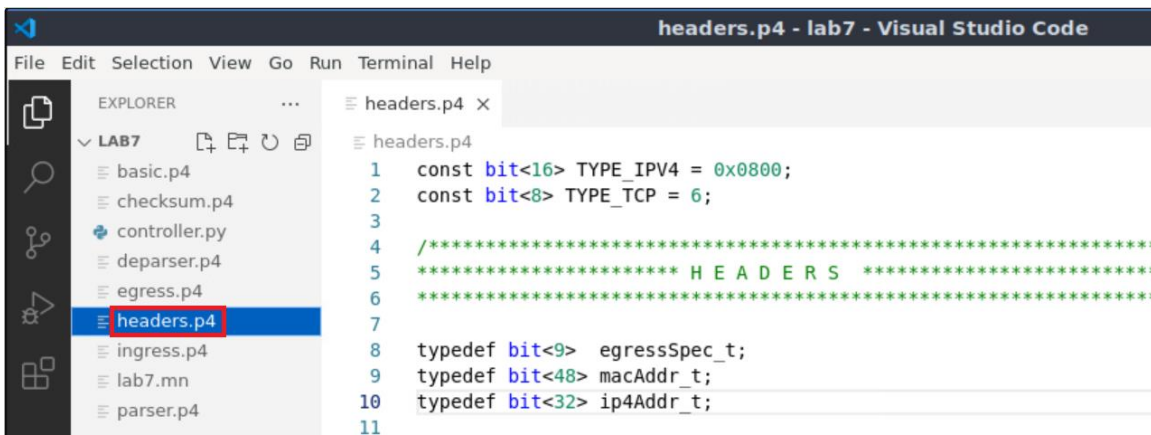 headers.p4 - lab7 - Visual Studio Code
File Edit Selection View Go Run Terminal Help
EXPLORER ...
LAB7
basic.p4
checksum.p4
controller.py
deparser.p4
egress.p4
headers.p4
ingress.p4
lab7.mn
parser.p4
headers.p4 ×
headers.p4
1 const bit<16> TYPE_IPV4 = 0x0800;
2 const bit<8> TYPE_TCP = 6;
3
4 /*************************************************************************
5 *********************** H E A D E R S ***************************
6 **************************************************************************
7
8 typedef bit<9>  egressSpec_t;
9 typedef bit<48> macAddr_t;
10 typedef bit<32> ip4Addr_t;
11